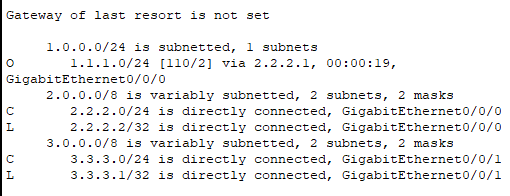 Gateway of last resort is not set
1.0.0.0/24 is subnetted, 1 subnets
O 1.1.1.0/24 [110/2] via 2.2.2.1, 00:00:19,
GigabitEthernet0/0/0
2.0.0.0/8 is variably subnetted, 2 subnets, 2 masks
C 2.2.2.0/24 is directly connected, GigabitEthernet0/0/0
L 2.2.2.2/32 is directly connected, GigabitEthernet0/0/0
3.0.0.0/8 is variably subnetted, 2 subnets, 2 masks
C 3.3.3.0/24 is directly connected, GigabitEthernet0/0/1
L 3.3.3.1/32 is directly connected, GigabitEthernet0/0/1